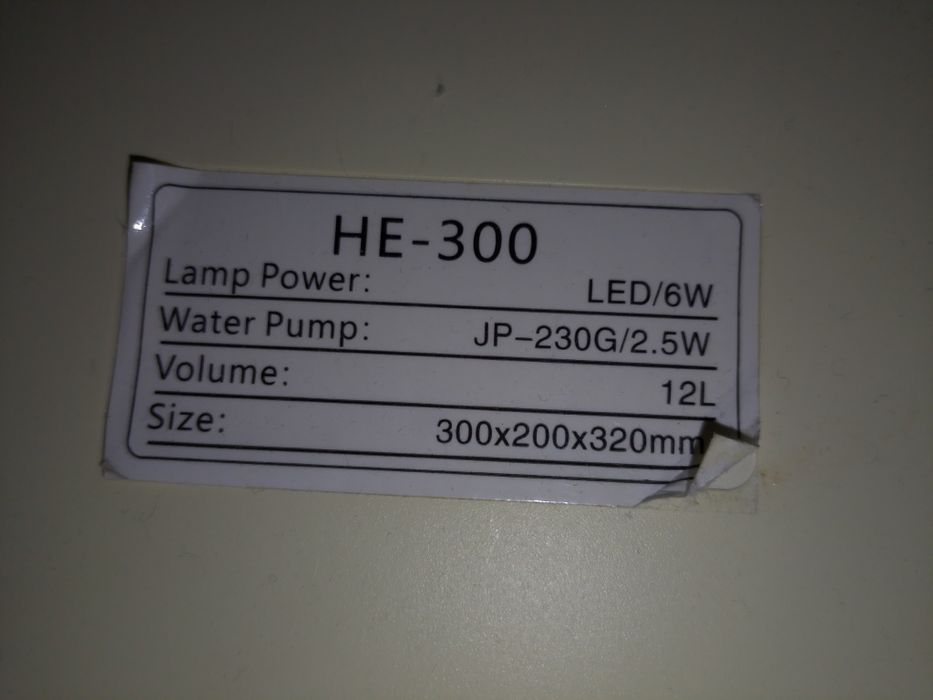 HE-300
Lamp Power: LED/6W
Water Pump: JP-230G/2.5W
Volume: 12L
Size: 300x200x320mm